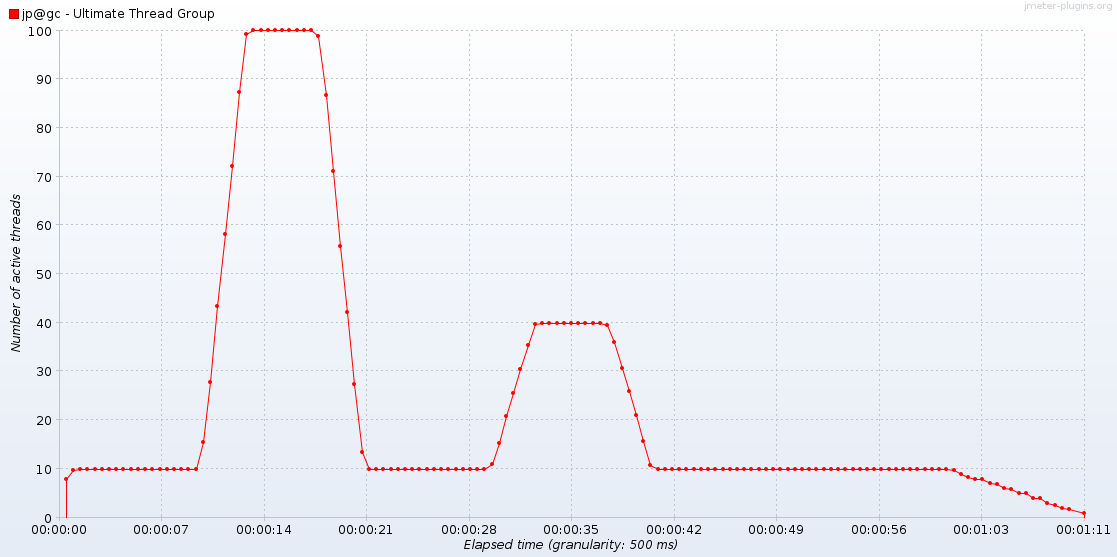 jp@gc - Ultimate Thread Group
jmeter-plugins.org
100
90
80
70
60
50
40
30
20
10
0
Number of active threads
00:00:00 00:00:07 00:00:14 00:00:21 00:00:28 00:00:35 00:00:42 00:00:49 00:00:56 00:01:03 00:01:11
Elapsed time (granularity: 500 ms)